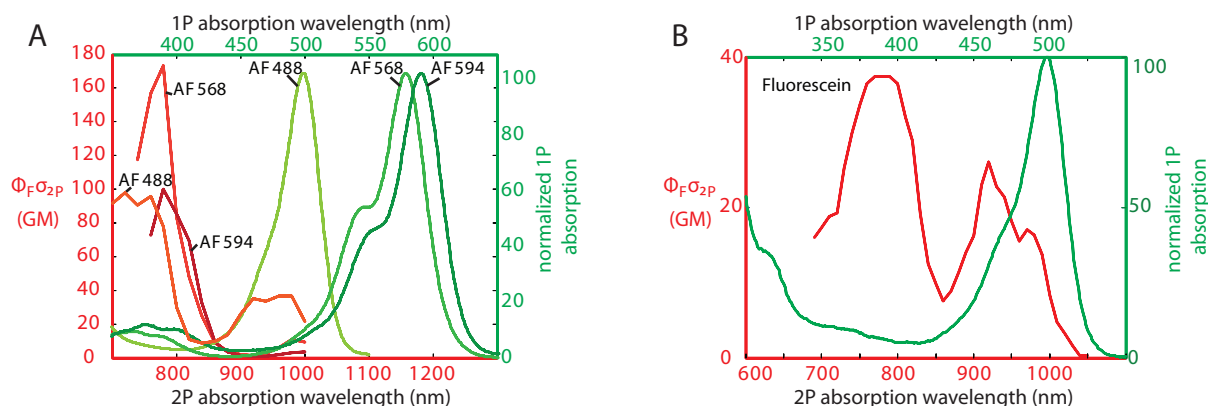 A
1P absorption wavelength (nm)
400 450 500 550 600
180
160
140
120
100
80
60
40
20
0
Φ_Fσ_2P
(GM)
AF 568
AF 488
AF 594
AF 488
AF 568
AF 594
100
80
60
40
20
0
normalized 1P
absorption
800 900 1000 1100 1200
2P absorption wavelength (nm)
B
1P absorption wavelength (nm)
350 400 450 500
40
20
0
Φ_Fσ_2P
(GM)
Fluorescein
100
50
0
normalized 1P
absorption
600 700 800 900 1000
2P absorption wavelength (nm)